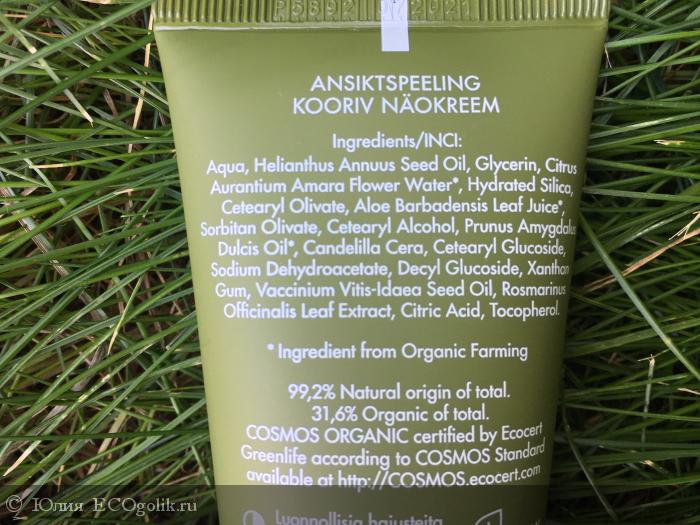 ANSIKTSPEELING
KOORIV NÄOKREEM
Ingredients/INCI:
Aqua, Helianthus Annuus Seed Oil, Glycerin, Citrus
Aurantium Amara Flower Water*, Hydrated Silica,
Cetearyl Olivate, Aloe Barbadensis Leaf Juice*,
Sorbitan Olivate, Cetearyl Alcohol, Prunus Amygdalus
Dulcis Oil*, Candelilla Cera, Cetearyl Glucoside,
Sodium Dehydroacetate, Decyl Glucoside, Xanthan
Gum, Vaccinium Vitis-Idaea Seed Oil, Rosmarinus
Officinalis Leaf Extract, Citric Acid, Tocopherol.
* Ingredient from Organic Farming
99,2% Natural origin of total.
31,6% Organic of total.
COSMOS ORGANIC certified by Ecocert
Greenlife according to COSMOS Standard
available at http://COSMOS.ecocert.com
Luonnollisia hajusteita
© Юлия ECOgolik.ru